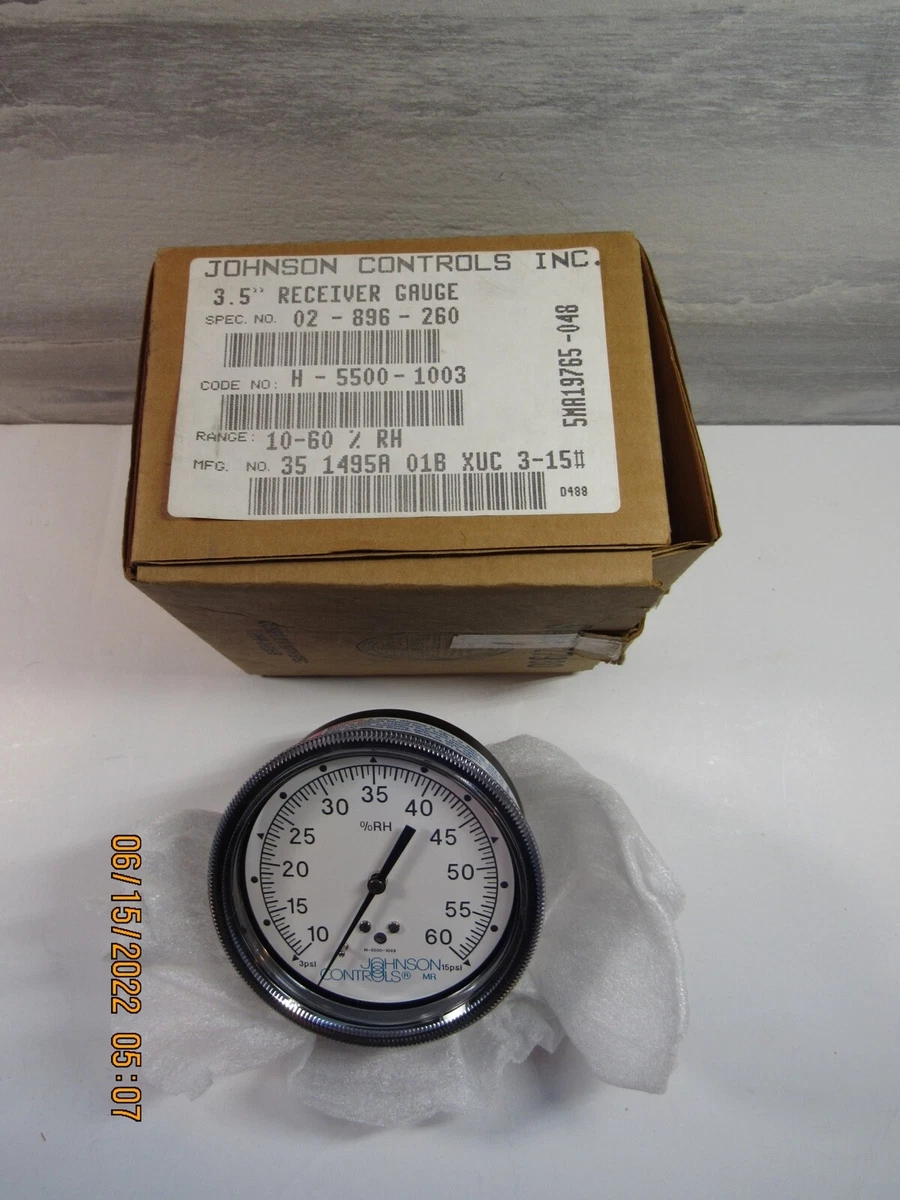 JOHNSON CONTROLS INC.
3.5" RECEIVER GAUGE
SPEC. NO. 02 - 896 - 260
CODE NO: H - 5500 - 1003
RANGE: 10-60 % RH
MFG. NO. 35 1495A 01B XUC 3-15#
D488
5MA19765-048
35
30
40
%RH
25
45
20
50
15
55
10
60
3psi
15psi
JOHNSON
CONTROLS® MR
06/15/2022 05:07